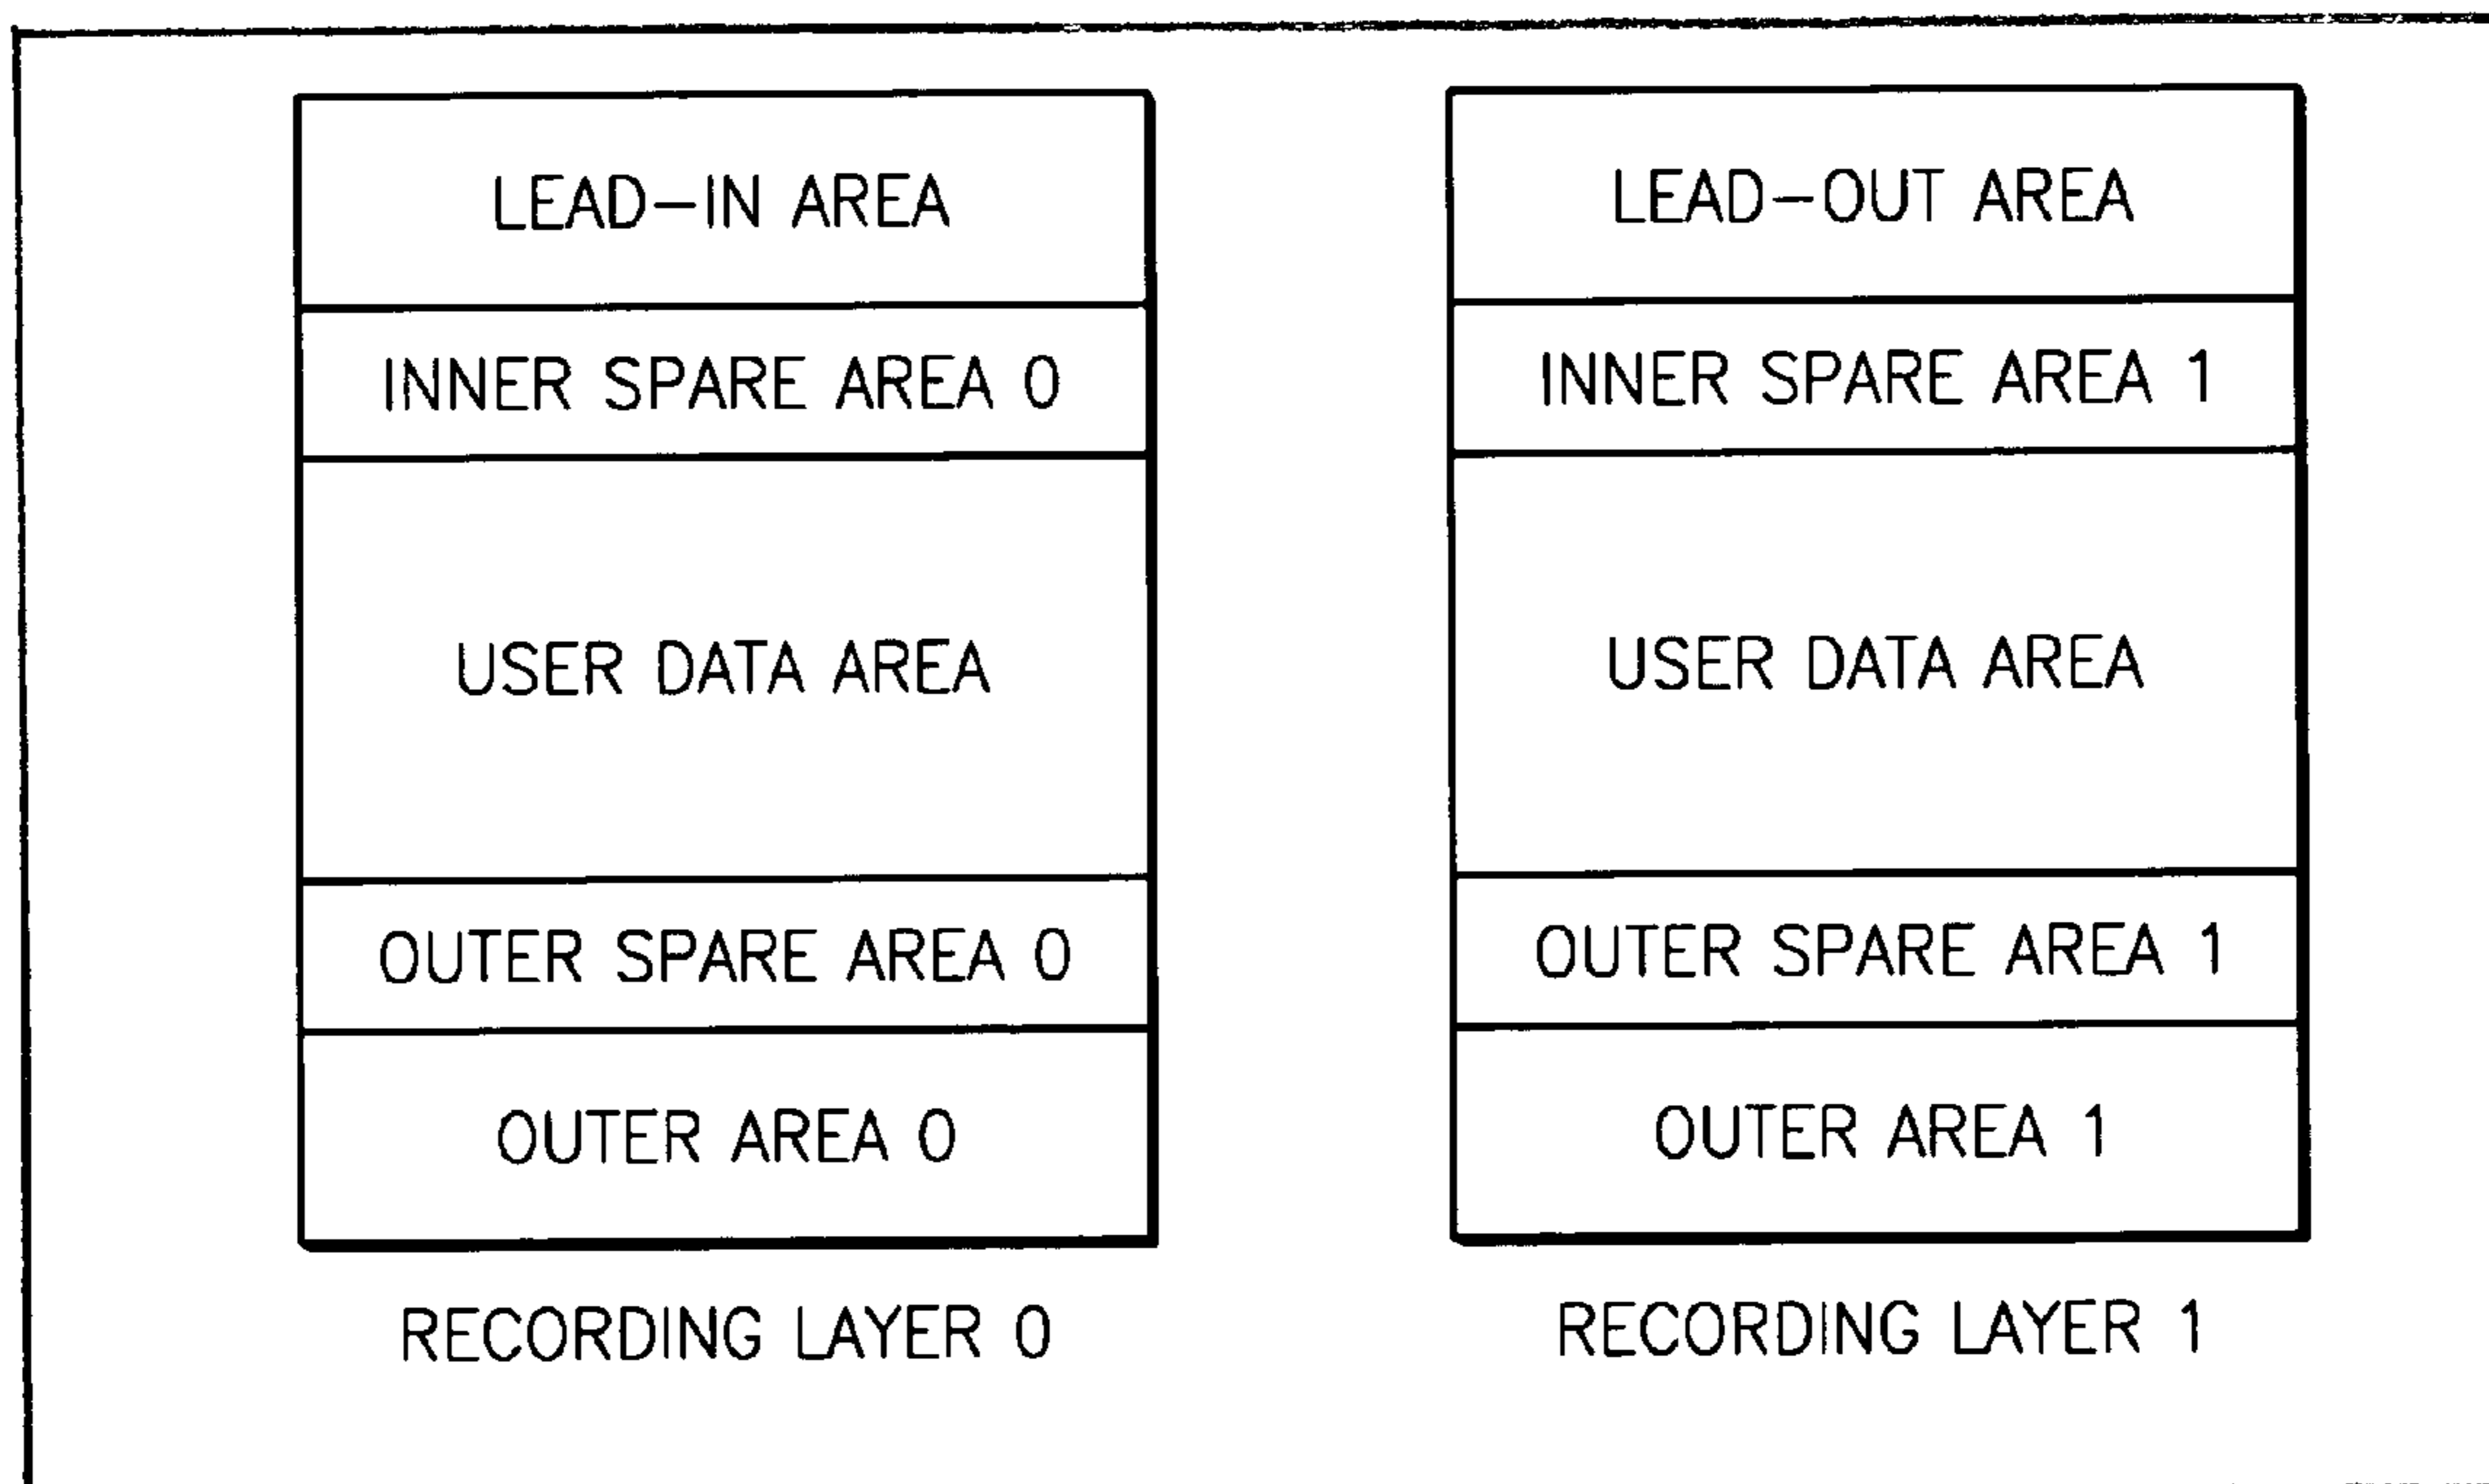 LEAD-IN AREA
INNER SPARE AREA 0
USER DATA AREA
OUTER SPARE AREA 0
OUTER AREA 0
RECORDING LAYER 0
LEAD-OUT AREA
INNER SPARE AREA 1
USER DATA AREA
OUTER SPARE AREA 1
OUTER AREA 1
RECORDING LAYER 1